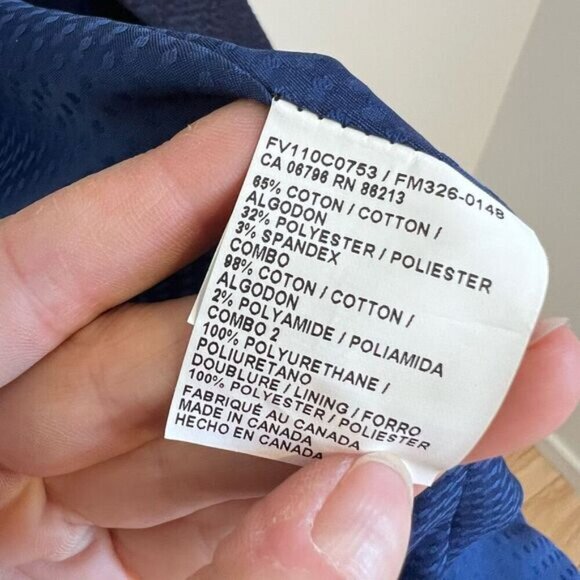 FV110C0753 / FM326-0148
CA 06796 RN 86213
65% COTON / COTTON /
ALGODON
32% POLYESTER / POLIESTER
3% SPANDEX
COMBO
98% COTON / COTTON /
ALGODON
2% POLYAMIDE / POLIAMIDA
COMBO 2
100% POLYURETHANE /
POLIURETANO
DOUBLURE / LINING / FORRO
100% POLYESTER / POLIESTER
FABRIQUÉ AU CANADA
MADE IN CANADA
HECHO EN CANADA